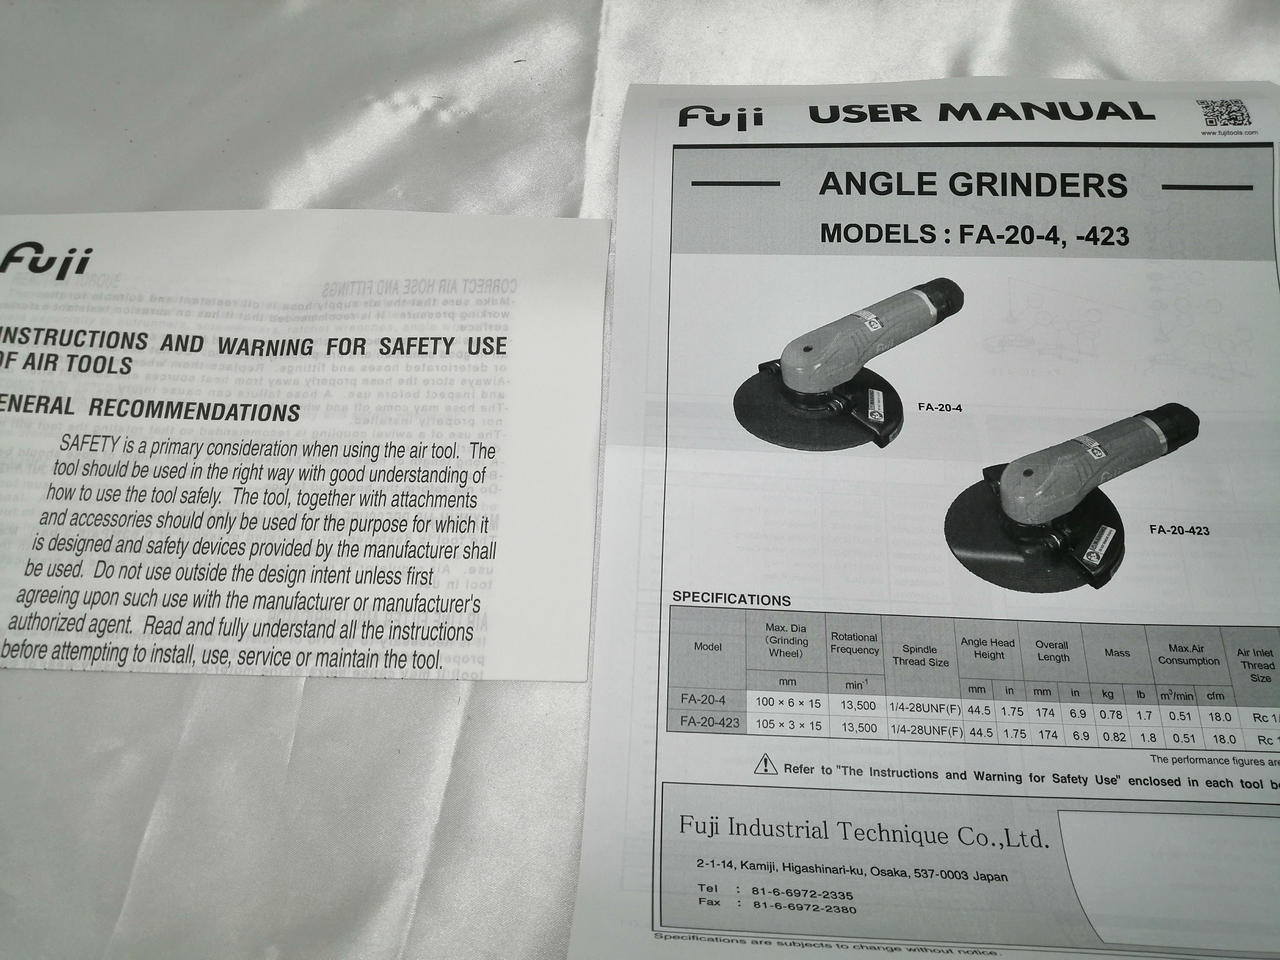 Fuji
INSTRUCTIONS AND WARNING FOR SAFETY USE
OF AIR TOOLS
GENERAL RECOMMENDATIONS
SAFETY is a primary consideration when using the air tool. The
tool should be used in the right way with good understanding of
how to use the tool safely. The tool, together with attachments
and accessories should only be used for the purpose for which it
is designed and safety devices provided by the manufacturer shall
be used. Do not use outside the design intent unless first
agreeing upon such use with the manufacturer or manufacturer's
authorized agent. Read and fully understand all the instructions
before attempting to install, use, service or maintain the tool.
Fuji USER MANUAL
www.fujitools.com
ANGLE GRINDERS
MODELS : FA-20-4, -423
FA-20-4
FA-20-423
SPECIFICATIONS
Model Max. Dia (Grinding Wheel) Rotational Frequency Spindle Thread Size Angle Head Height Overall Length Mass Max.Air Consumption Air Inlet Thread Size
mm min-1 mm in mm in kg lb m³/min cfm
FA-20-4 100 × 6 × 15 13,500 1/4-28UNF(F) 44.5 1.75 174 6.9 0.78 1.7 0.51 18.0 Rc
FA-20-423 105 × 3 × 15 13,500 1/4-28UNF(F) 44.5 1.75 174 6.9 0.82 1.8 0.51 18.0 Rc
The performance figures are
Refer to "The Instructions and Warning for Safety Use" enclosed in each tool
Fuji Industrial Technique Co.,Ltd.
2-1-14, Kamiji, Higashinari-ku, Osaka, 537-0003 Japan
Tel : 81-6-6972-2335
Fax : 81-6-6972-2380
Specifications are subjects to change without notice.